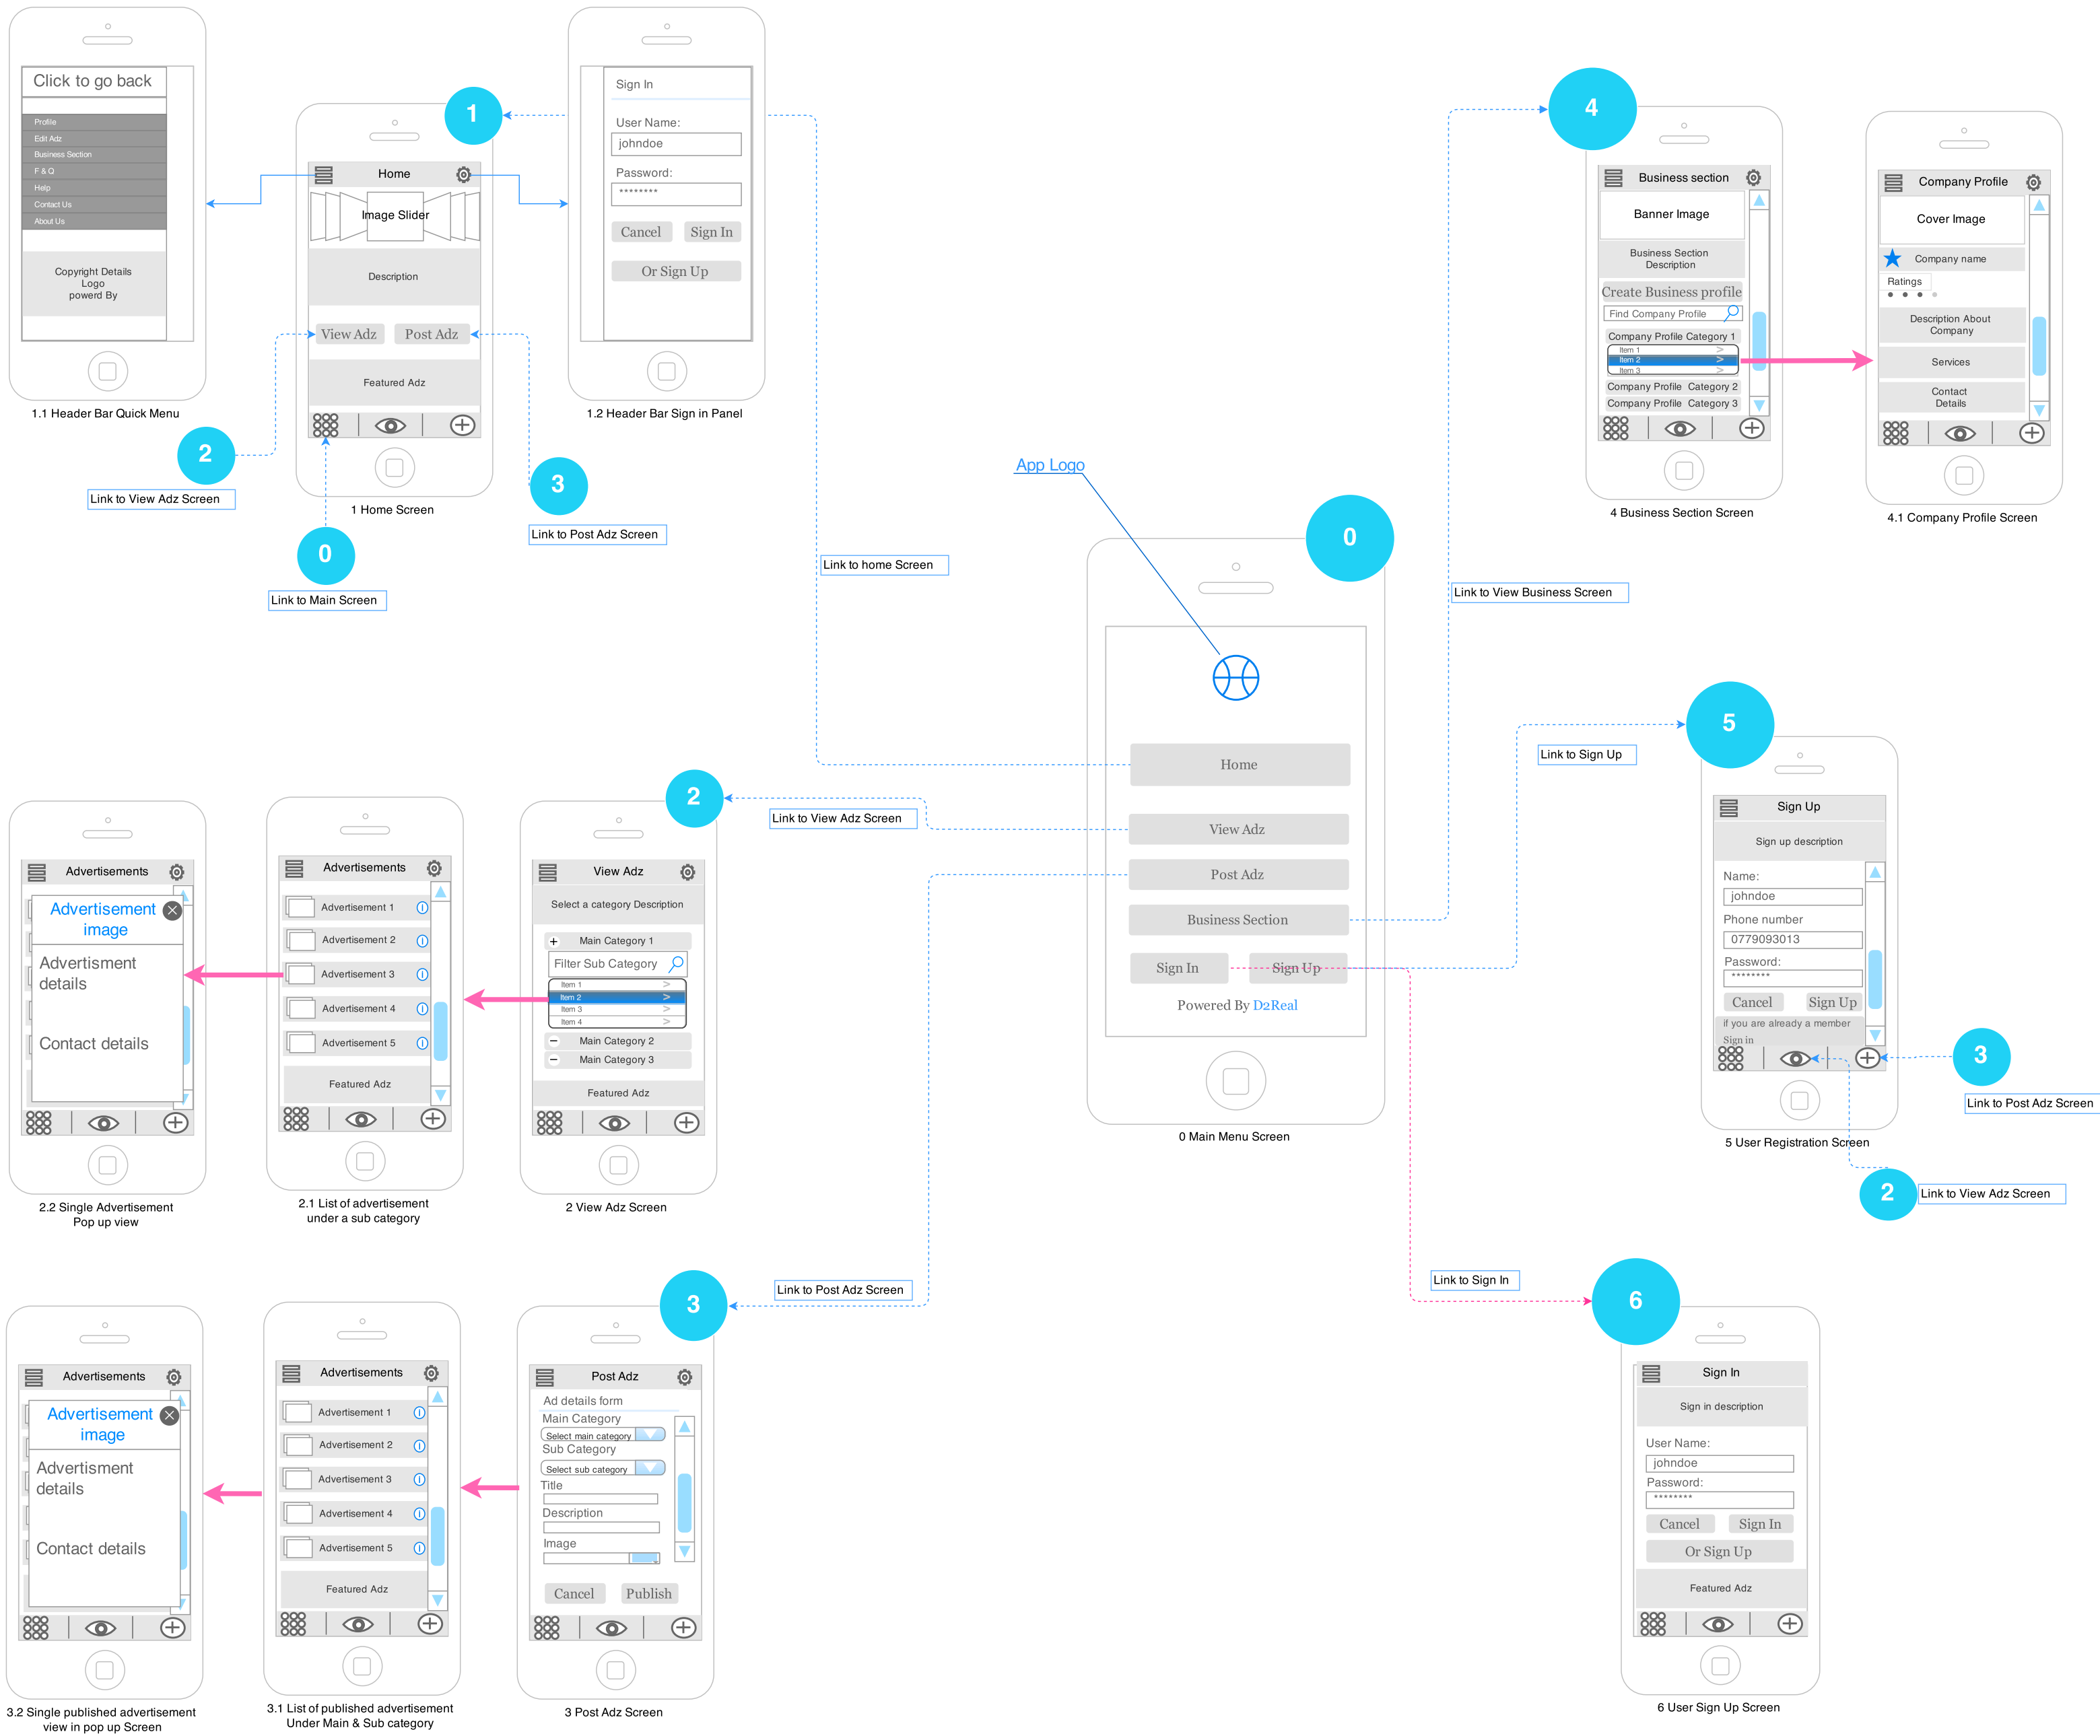 Click to go back
Profile
Edit Adz
Business Section
F & Q
Help
Contact Us
About Us
Copyright Details
Logo
powerd By
1.1 Header Bar Quick Menu
1
Home
Image Slider
Description
View Adz
Post Adz
Featured Adz
1 Home Screen
2
Link to View Adz Screen
3
Link to Post Adz Screen
0
Link to Main Screen
Sign In
User Name:
johndoe
Password:
********
Cancel
Sign In
Or Sign Up
1.2 Header Bar Sign in Panel
Link to home Screen
App Logo
0
Home
View Adz
Post Adz
Business Section
Sign In
Sign Up
Powered By D2Real
0 Main Menu Screen
Link to View Business Screen
4
Business section
Banner Image
Business Section
Description
Create Business profile
Find Company Profile
Company Profile Category 1
Item 1
>
Item 2
>
Item 3
>
Company Profile Category 2
Company Profile Category 3
4 Business Section Screen
Company Profile
Cover Image
Company name
Ratings
Description About
Company
Services
Contact
Details
4.1 Company Profile Screen
Link to Sign Up
5
Sign Up
Sign up description
Name:
johndoe
Phone number
0779093013
Password:
********
Cancel
Sign Up
if you are already a member
Sign in
5 User Registration Screen
3
Link to Post Adz Screen
2
Link to View Adz Screen
Advertisements
Advertisement
image
Advertisment
details
Contact details
2.2 Single Advertisement
Pop up view
Advertisements
Advertisement 1
Advertisement 2
Advertisement 3
Advertisement 4
Advertisement 5
Featured Adz
2.1 List of advertisement
under a sub category
2
Link to View Adz Screen
View Adz
Select a category Description
Main Category 1
Filter Sub Category
Item 1
>
Item 2
>
Item 3
>
Item 4
>
Main Category 2
Main Category 3
Featured Adz
2 View Adz Screen
Advertisements
Advertisement
image
Advertisment
details
Contact details
3.2 Single published advertisement
view in pop up Screen
Advertisements
Advertisement 1
Advertisement 2
Advertisement 3
Advertisement 4
Advertisement 5
Featured Adz
3.1 List of published advertisement
Under Main & Sub category
3
Link to Post Adz Screen
Post Adz
Ad details form
Main Category
Select main category
Sub Category
Select sub category
Title
Description
Image
Cancel
Publish
3 Post Adz Screen
Link to Sign In
6
Sign In
Sign in description
User Name:
johndoe
Password:
********
Cancel
Sign In
Or Sign Up
Featured Adz
6 User Sign Up Screen